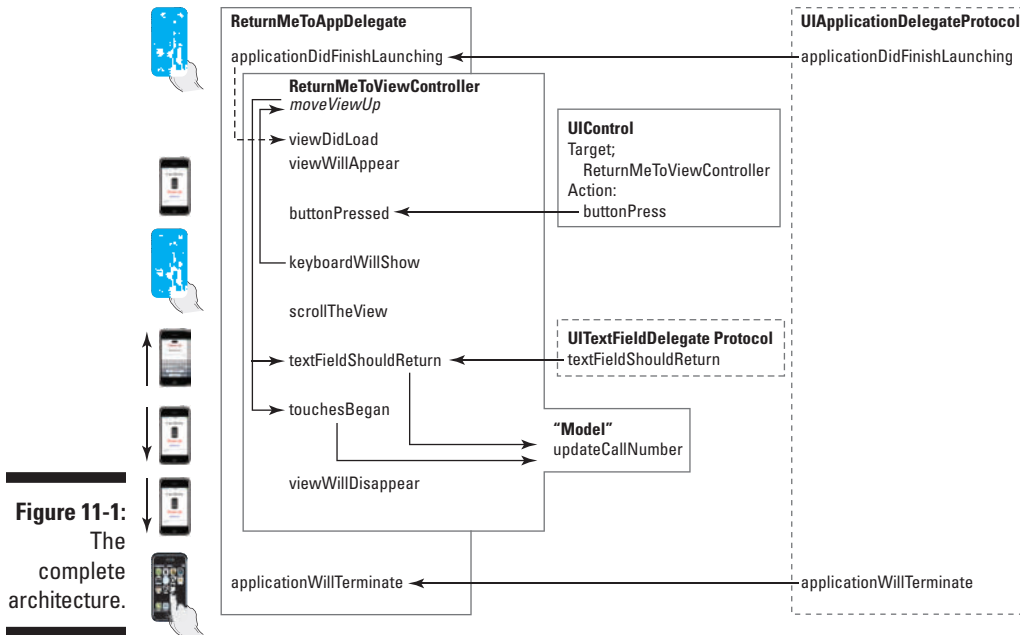 ReturnMeToAppDelegate
applicationDidFinishLaunching
ReturnMeToViewController
moveViewUp
viewDidLoad
viewWillAppear
buttonPressed
keyboardWillShow
scrollTheView
textFieldShouldReturn
touchesBegan
viewWillDisappear
applicationWillTerminate
UIControl
Target;
ReturnMeToViewController
Action:
buttonPress
UITextFieldDelegate Protocol
textFieldShouldReturn
“Model”
updateCallNumber
UIApplicationDelegateProtocol
applicationDidFinishLaunching
applicationWillTerminate
Figure 11-1:
The
complete
architecture.